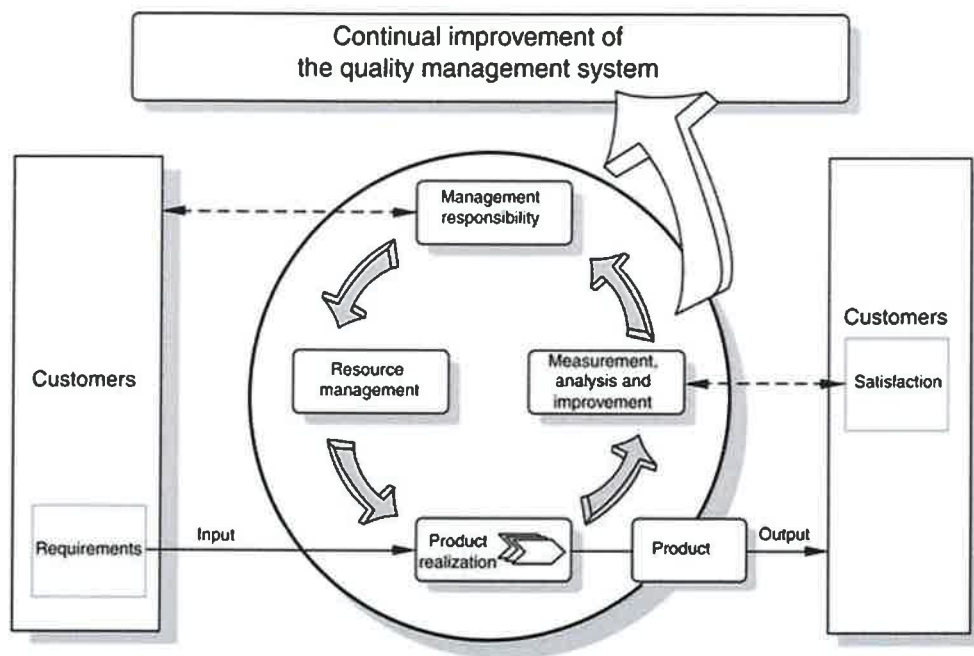 Continual improvement of
the quality management system
Management
responsibility
Customers
Resource
management
Measurement,
analysis and
improvement
Customers
Satisfaction
Requirements
Input
Product
realization
Product
Output